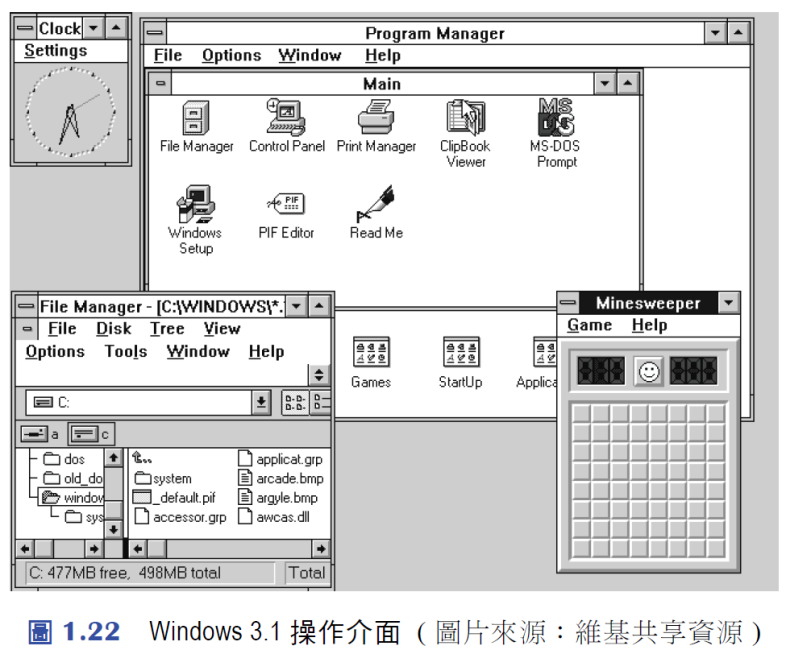 Clock
Settings
Program Manager
File Options Window Help
Main
File Manager
Control Panel
Print Manager
ClipBook
Viewer
MS-DOS
Prompt
Windows
Setup
PIF Editor
Read Me
Games
StartUp
Applica
File Manager - [C:\WINDOWS\*.
File Disk Tree View
Options Tools Window Help
C:
a c
dos
old_do
window
sys
system
_default.pif
accessor.grp
applicat.grp
arcade.bmp
argyle.bmp
awcas.dll
C: 477MB free, 498MB total Total
Minesweeper
Game Help
圖 1.22 Windows 3.1 操作介面（圖片來源：維基共享資源）